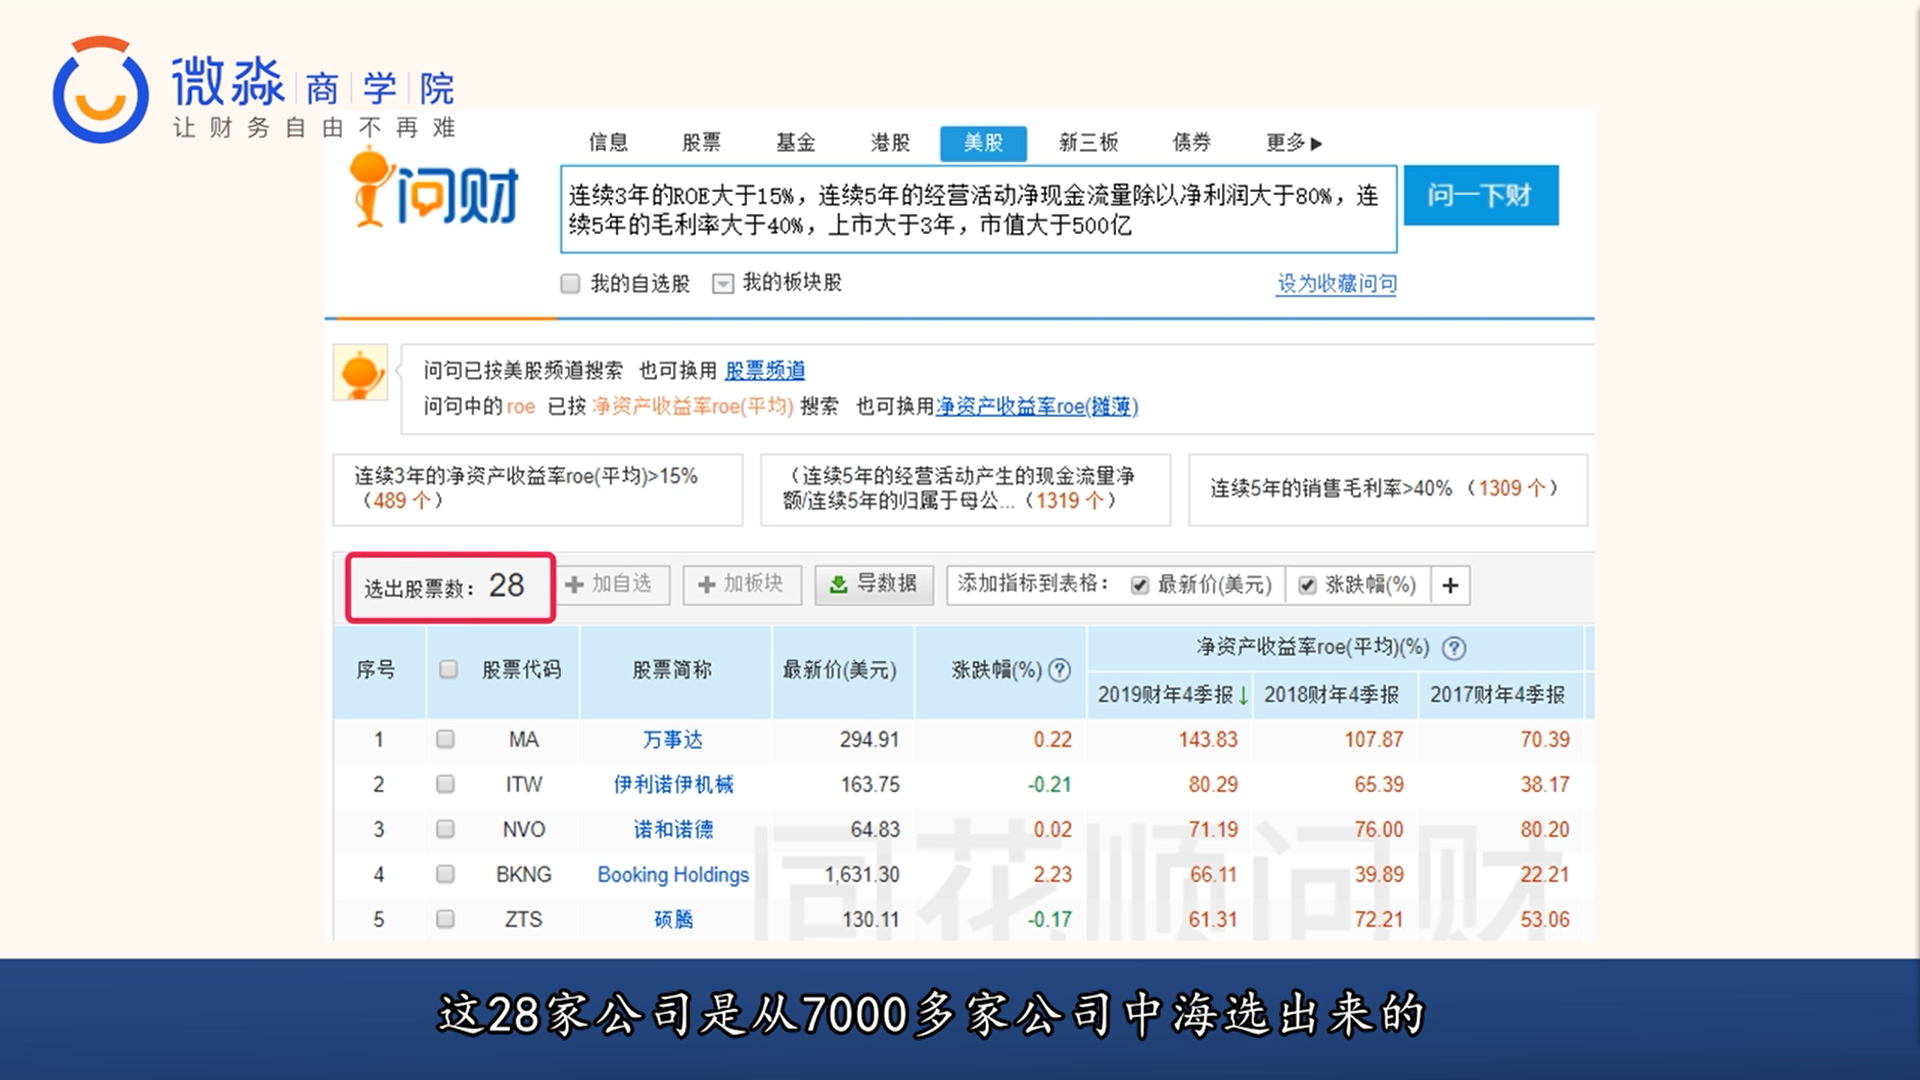 微淼 商 学 院
让财务自由不再难
信息 股票 基金 港股 美股 新三板 债券 更多▶
问财
连续3年的ROE大于15%，连续5年的经营活动净现金流量除以净利润大于80%，连
续5年的毛利率大于40%，上市大于3年，市值大于500亿
问一下财
我的自选股 我的板块股 设为收藏问句
问句已按美股频道搜索 也可换用 股票频道
问句中的 roe 已按 净资产收益率roe(平均) 搜索 也可换用净资产收益率roe(摊薄)
连续3年的净资产收益率roe(平均)>15%
（489 个）
（连续5年的经营活动产生的现金流量净
额/连续5年的归属于母公...（1319 个）
连续5年的销售毛利率>40% （1309 个）
选出股票数： 28 + 加自选 + 加板块 导数据 添加指标到表格： 最新价(美元) 涨跌幅(%) +
序号 股票代码 股票简称 最新价(美元) 涨跌幅(%) ? 净资产收益率roe(平均)(%) ?
2019财年4季报↓ 2018财年4季报 2017财年4季报
1 MA 万事达 294.91 0.22 143.83 107.87 70.39
2 ITW 伊利诺伊机械 163.75 -0.21 80.29 65.39 38.17
3 NVO 诺和诺德 64.83 0.02 71.19 76.00 80.20
4 BKNG Booking Holdings 1,631.30 2.23 66.11 39.89 22.21
5 ZTS 硕腾 130.11 -0.17 61.31 72.21 53.06
同花顺问财
这28家公司是从7000多家公司中海选出来的